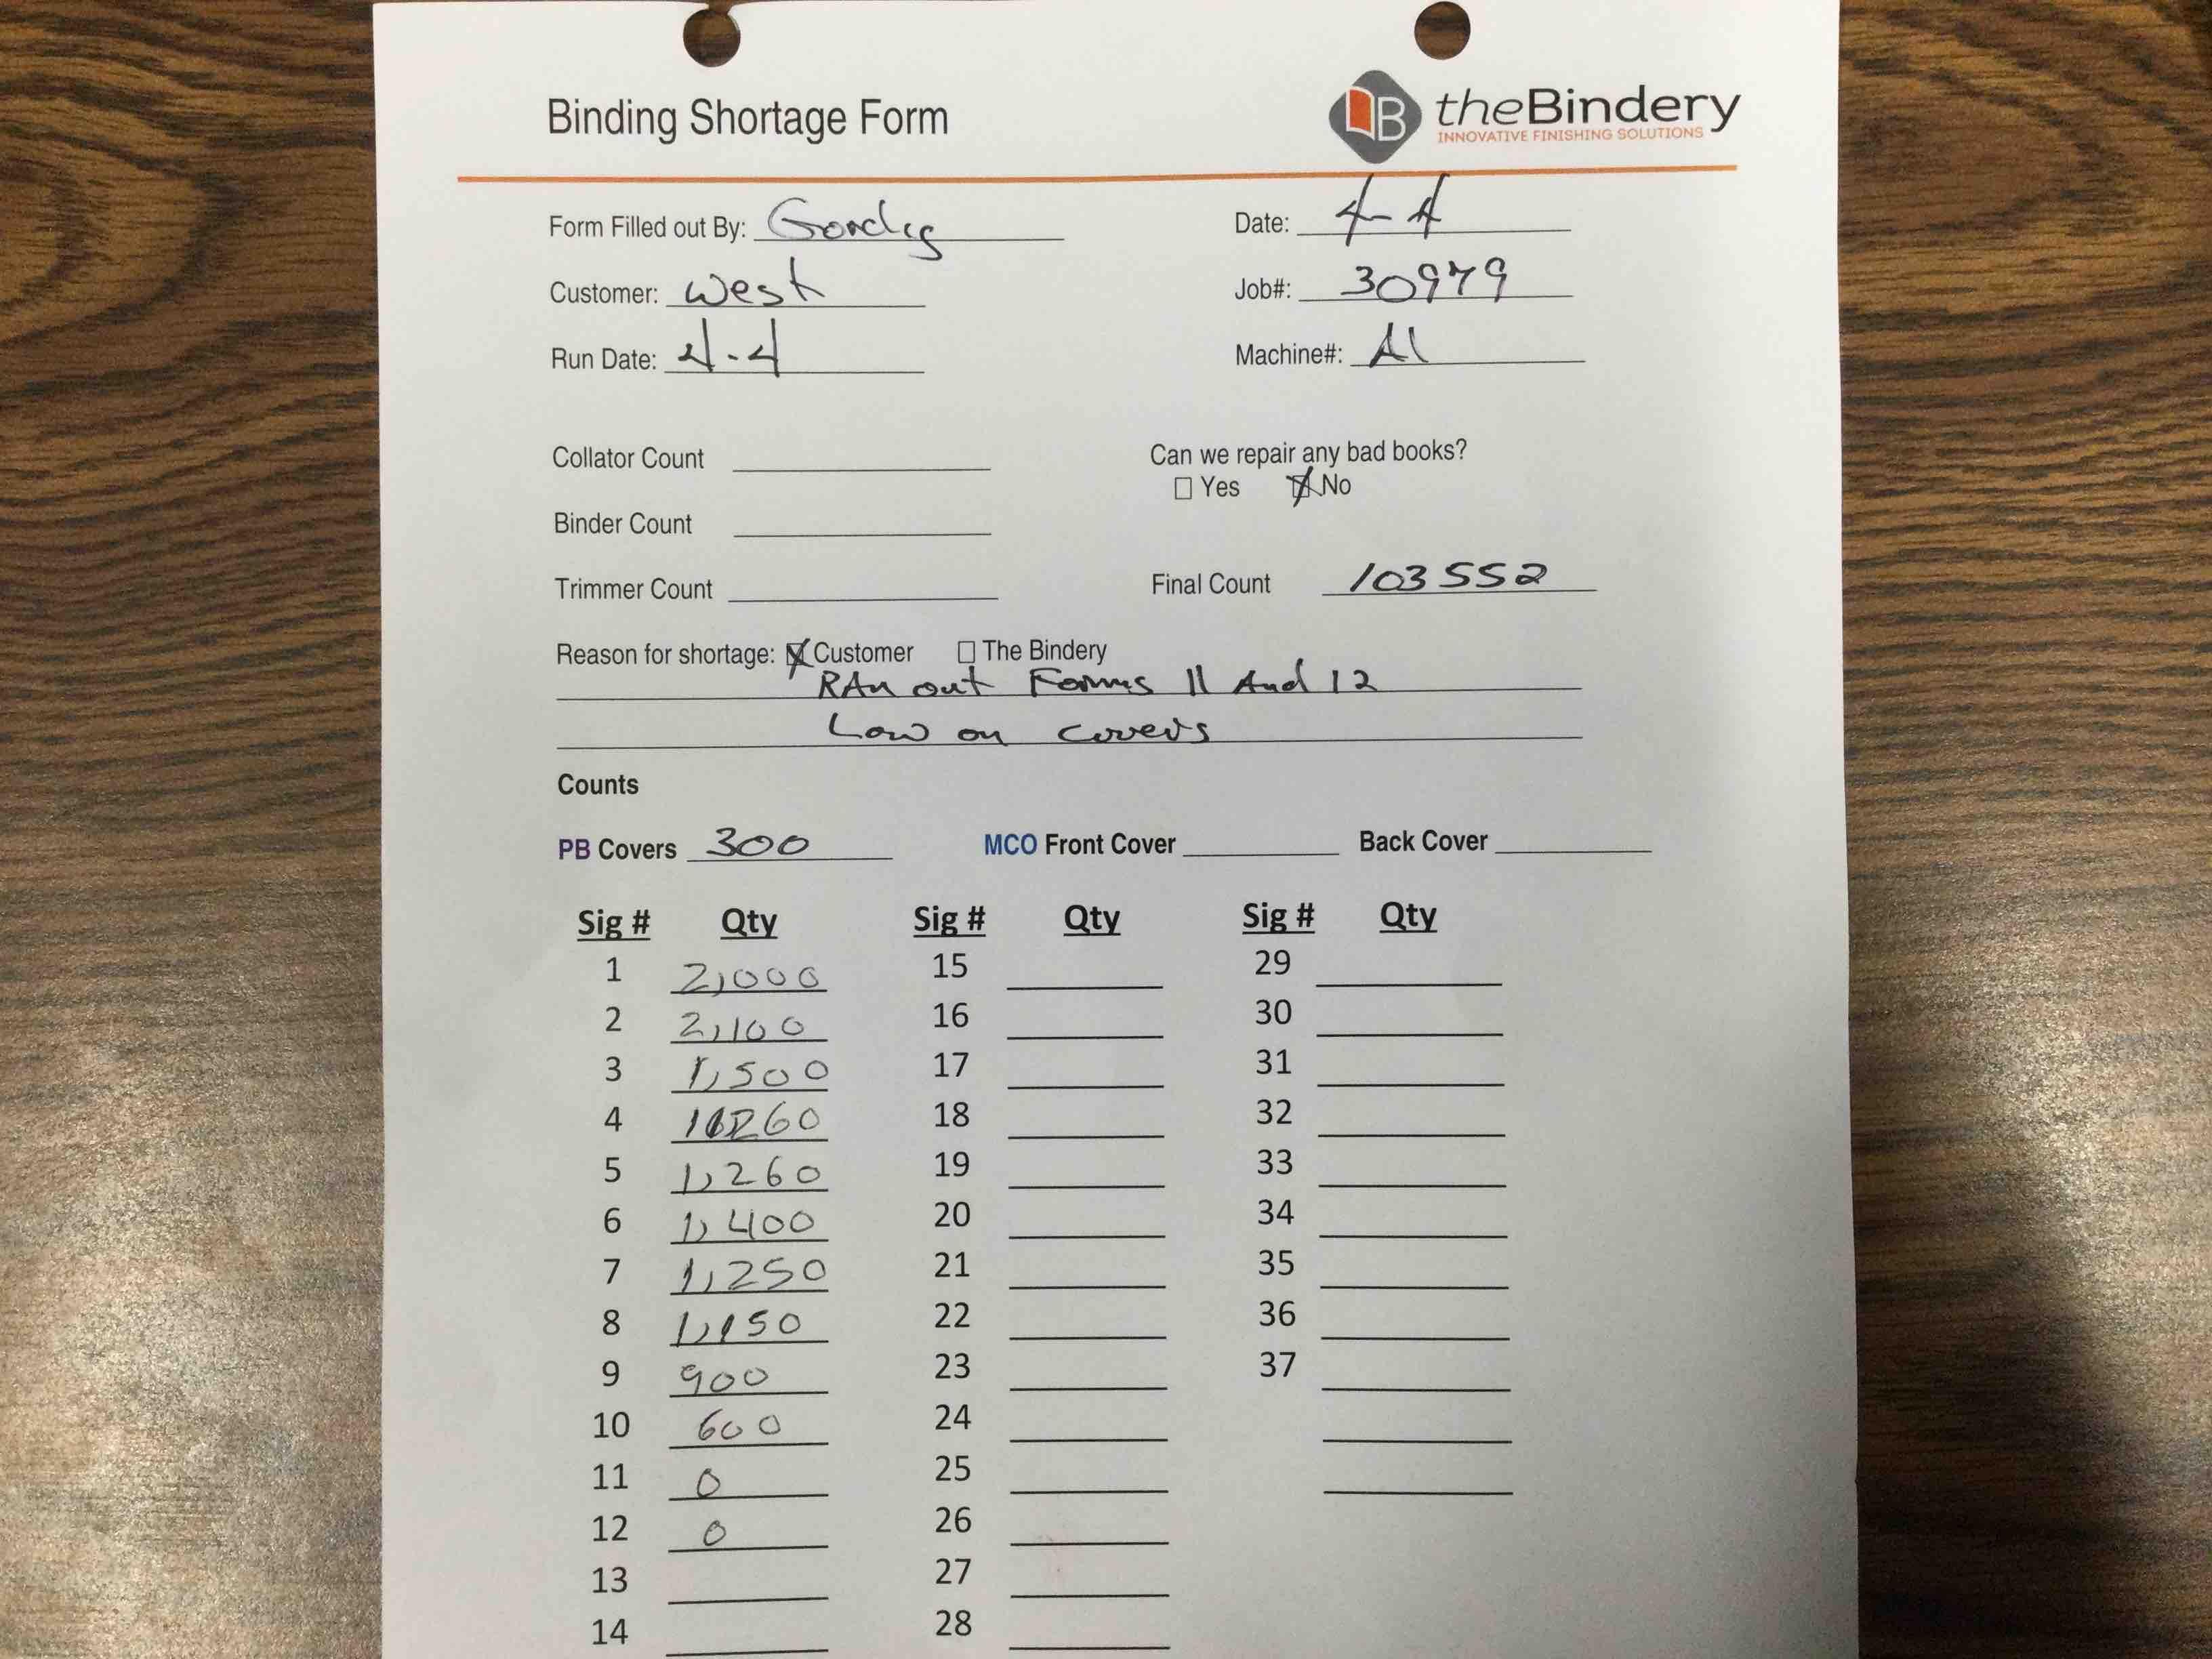 Binding Shortage Form
B theBindery
INNOVATIVE FINISHING SOLUTIONS
Form Filled out By: Gordy Date: 4-4
Customer: West Job#: 30979
Run Date: 4-4 Machine#: A1
Collator Count Can we repair any bad books?
Yes No
Binder Count
Trimmer Count Final Count 103552
Reason for shortage: Customer The Bindery
RAn out Forms 11 And 12
Low on covers
Counts
PB Covers 300 MCO Front Cover Back Cover
Sig # Qty Sig # Qty Sig # Qty
1 2,000 15 29
2 2,100 16 30
3 1,500 17 31
4 18 32
5 1,260 19 33
6 1,400 20 34
7 1,250 21 35
8 1,150 22 36
9 900 23 37
10 600 24
11 0 25
12 0 26
13 27
14 28